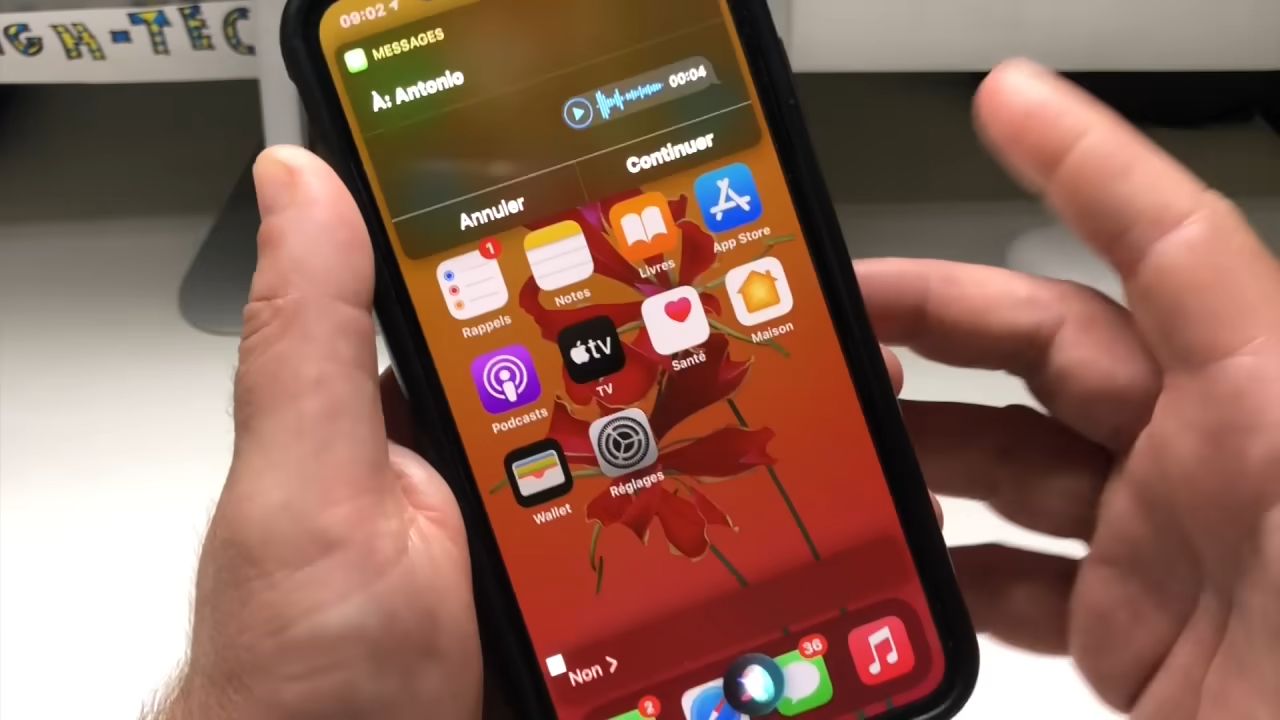 GH-TEC
09:02
MESSAGES
À: Antonio
00:04
Annuler
Continuer
1
Rappels
Notes
Livres
App Store
Podcasts
tv
TV
Santé
Maison
Wallet
Réglages
Non >
2
36